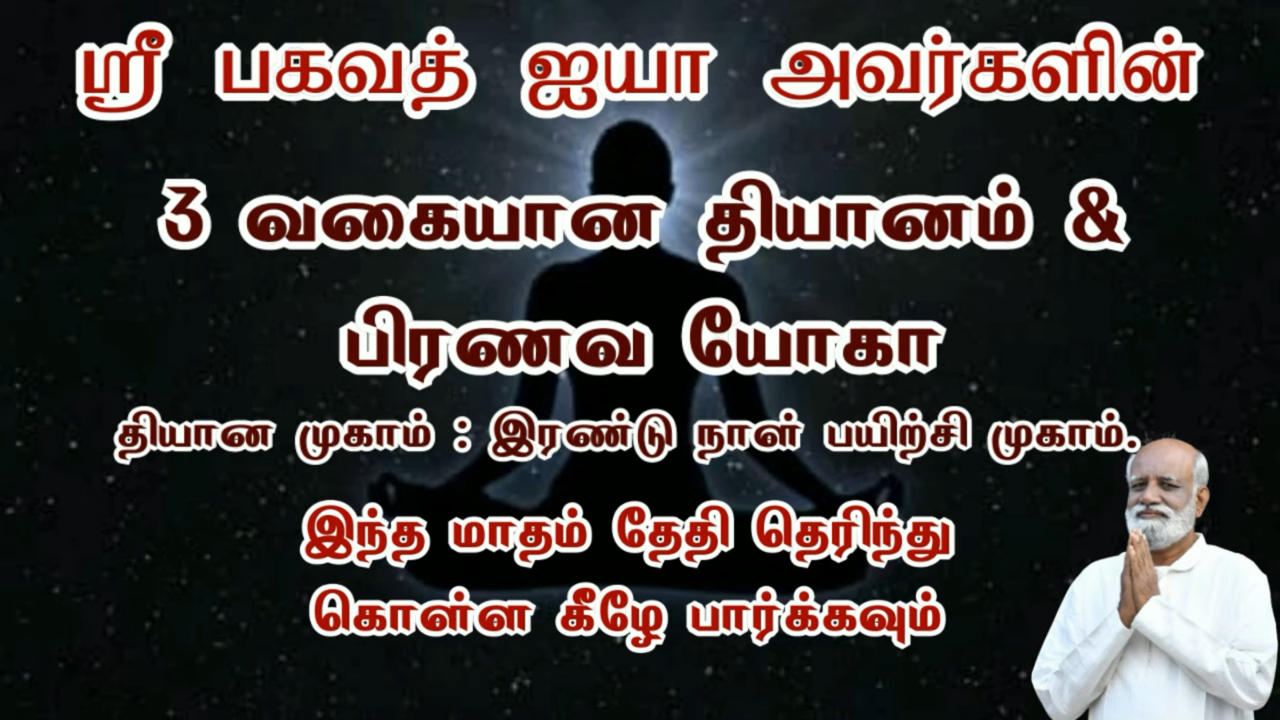 ஸ்ரீ பகவத் ஐயா அவர்களின்
3 வகையான தியானம் &
பிரணவ யோகா
தியான முகாம் : இரண்டு நாள் பயிற்சி முகாம்.
இந்த மாதம் தேதி தெரிந்து
கொள்ள கீழே பார்க்கவும்